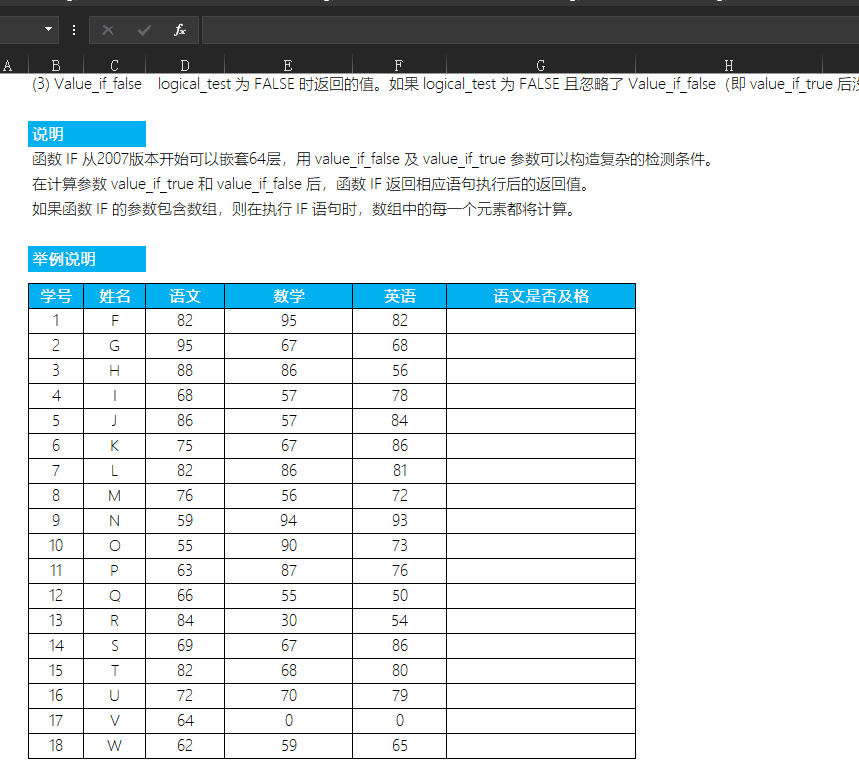 fx
A B C D E F G H
(3) Value_if_false logical_test 为 FALSE 时返回的值。如果 logical_test 为 FALSE 且忽略了 Value_if_false（即 value_if_true 后
说明
函数 IF 从2007版本开始可以嵌套64层，用 value_if_false 及 value_if_true 参数可以构造复杂的检测条件。
在计算参数 value_if_true 和 value_if_false 后，函数 IF 返回相应语句执行后的返回值。
如果函数 IF 的参数包含数组，则在执行 IF 语句时，数组中的每一个元素都将计算。
举例说明
学号 姓名 语文 数学 英语 语文是否及格
1 F 82 95 82
2 G 95 67 68
3 H 88 86 56
4 I 68 57 78
5 J 86 57 84
6 K 75 67 86
7 L 82 86 81
8 M 76 56 72
9 N 59 94 93
10 O 55 90 73
11 P 63 87 76
12 Q 66 55 50
13 R 84 30 54
14 S 69 67 86
15 T 82 68 80
16 U 72 70 79
17 V 64 0 0
18 W 62 59 65